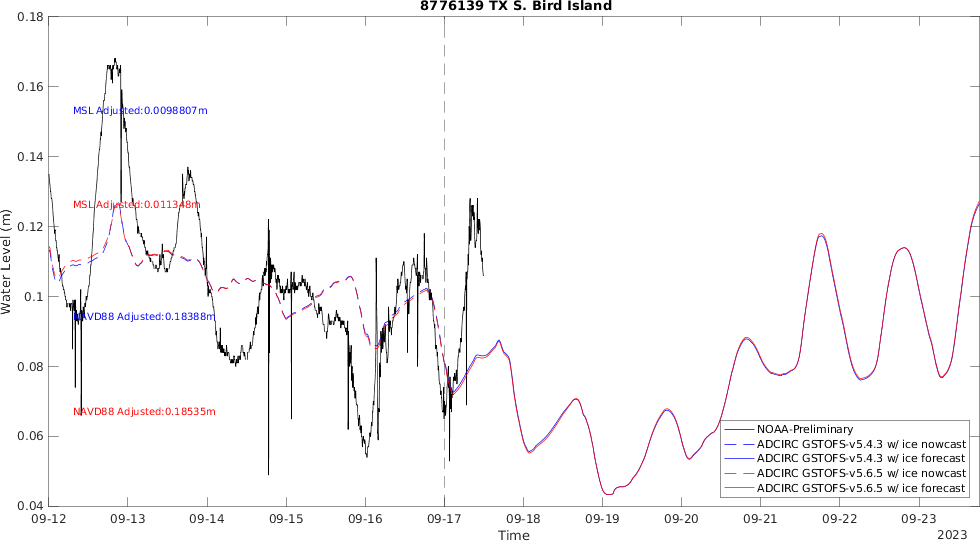 8776139 TX S. Bird Island
0.18
0.16
0.14
0.12
0.1
0.08
0.06
0.04
Water Level (m)
MSL Adjusted:0.0098807m
MSL Adjusted:0.011348m
NAVD88 Adjusted:0.18388m
NAVD88 Adjusted:0.18535m
NOAA-Preliminary
ADCIRC GSTOFS-v5.4.3 w/ ice nowcast
ADCIRC GSTOFS-v5.4.3 w/ ice forecast
ADCIRC GSTOFS-v5.6.5 w/ ice nowcast
ADCIRC GSTOFS-v5.6.5 w/ ice forecast
09-12 09-13 09-14 09-15 09-16 09-17 09-18 09-19 09-20 09-21 09-22 09-23
Time
2023